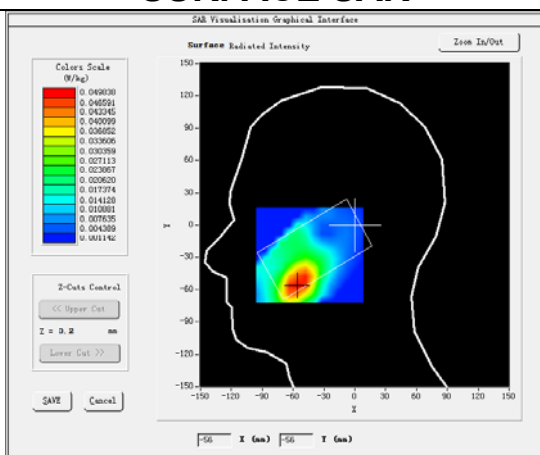 SAR Visualisation Graphical Interface
Surface Radiated Intensity
Zoom In/Out
Colors Scale
(W/kg)
0.049838
0.046591
0.043345
0.040099
0.036852
0.033606
0.030359
0.027113
0.023867
0.020620
0.017374
0.014128
0.010881
0.007635
0.004389
0.001142
150
120
90
60
30
0
-30
-60
-90
-120
-150
Y
-150 -120 -90 -60 -30 0 30 60 90 120 150
X
Z-Cuts Control
<< Upper Cut
Z = 3.2 mm
Lower Cut >>
SAVE Cancel
-56 X (mm) -56 Y (mm)